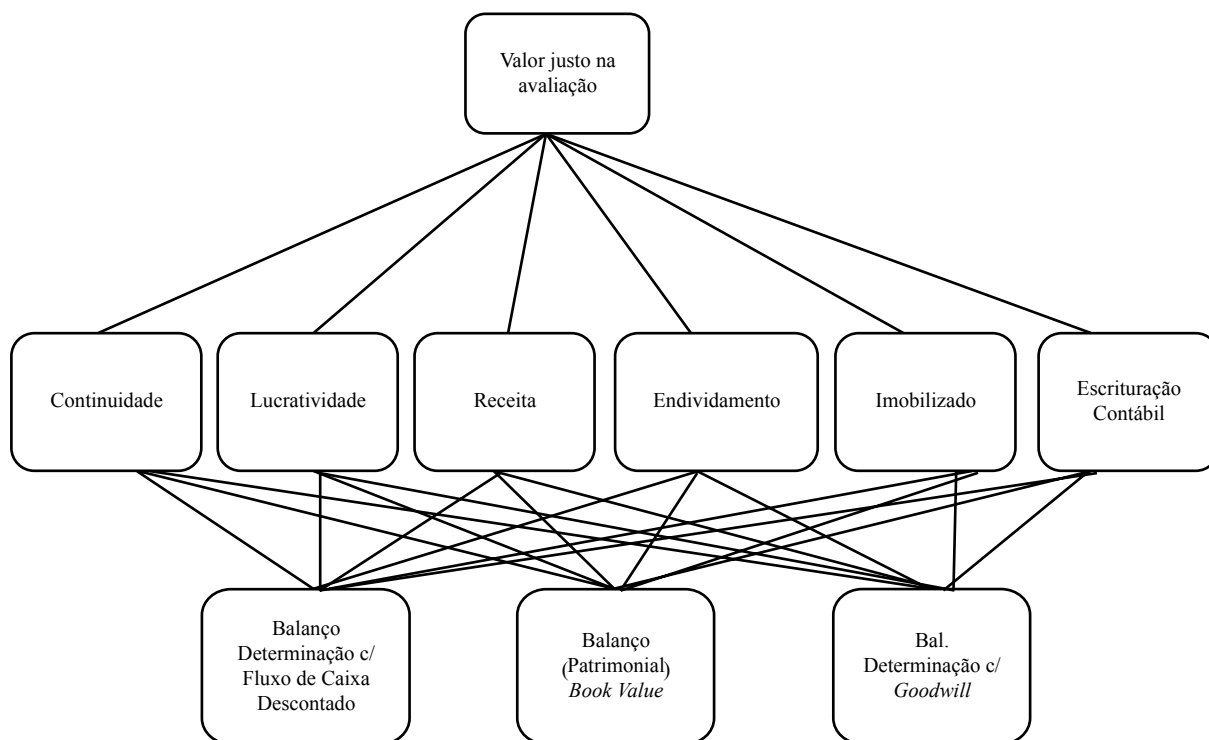 Valor justo na
avaliação
Continuidade
Lucratividade
Receita
Endividamento
Imobilizado
Escrituração
Contábil
Balanço
Determinação c/
Fluxo de Caixa
Descontado
Balanço
(Patrimonial)
Book Value
Bal.
Determinação c/
Goodwill